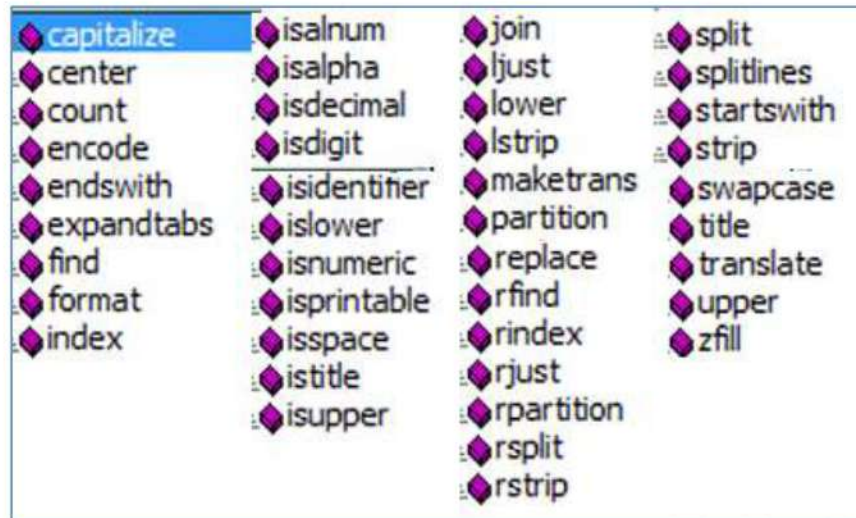 capitalize
center
count
encode
endswith
expandtabs
find
format
index
isalnum
isalpha
isdecimal
isdigit
isidentifier
islower
isnumeric
isprintable
isspace
istitle
isupper
join
ljust
lower
lstrip
maketrans
partition
replace
rfind
rindex
rjust
rpartition
rsplit
rstrip
split
splitlines
startswith
strip
swapcase
title
translate
upper
zfill